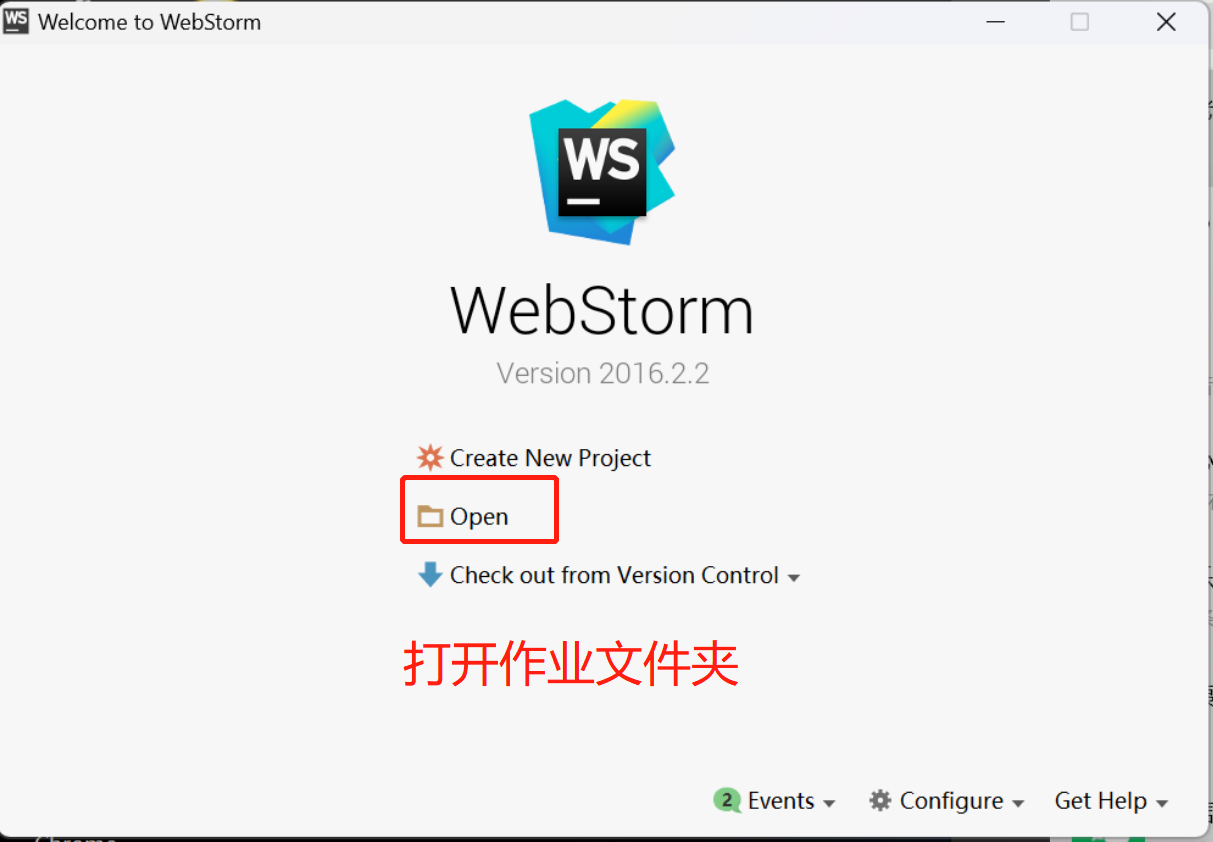 WS Welcome to WebStorm
WS
WebStorm
Version 2016.2.2
Create New Project
Open
Check out from Version Control
打开作业文件夹
2 Events Configure Get Help